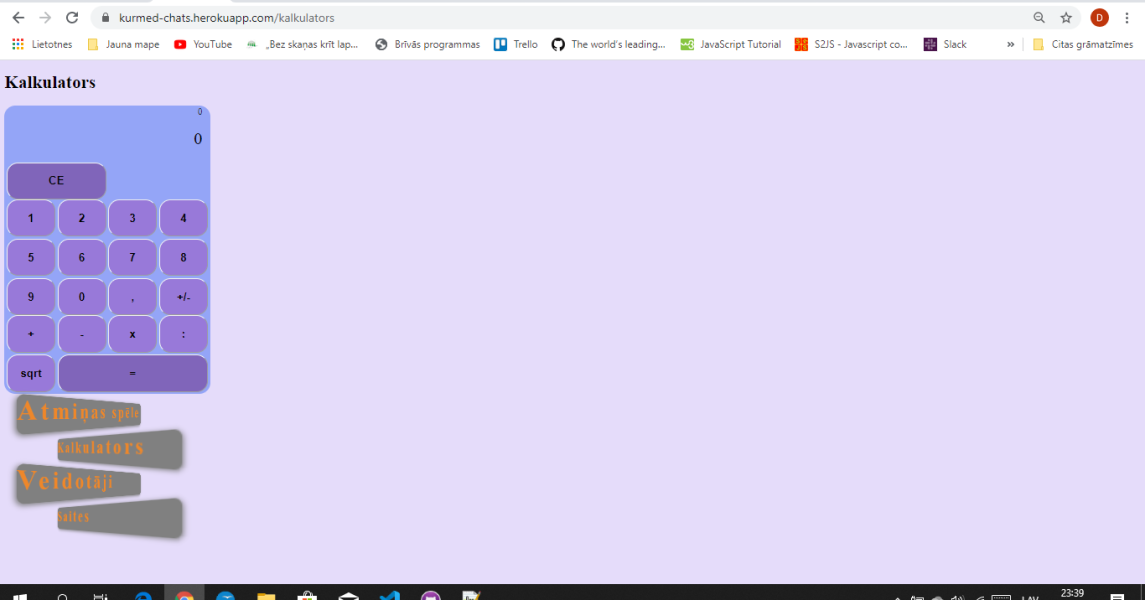 kurmed-chats.herokuapp.com/kalkulators
D
Lietotnes Jauna mape YouTube „Bez skaņas krīt lap... Brīvās programmas Trello The world's leading... JavaScript Tutorial S2JS - Javascript co... Slack » Citas grāmatzīmes
Kalkulators
0
0
CE
1 2 3 4
5 6 7 8
9 0 , +/-
+ - x :
sqrt =
Atmiņas spēle
Kalkulators
Veidotāji
Saites
23:39
LAV